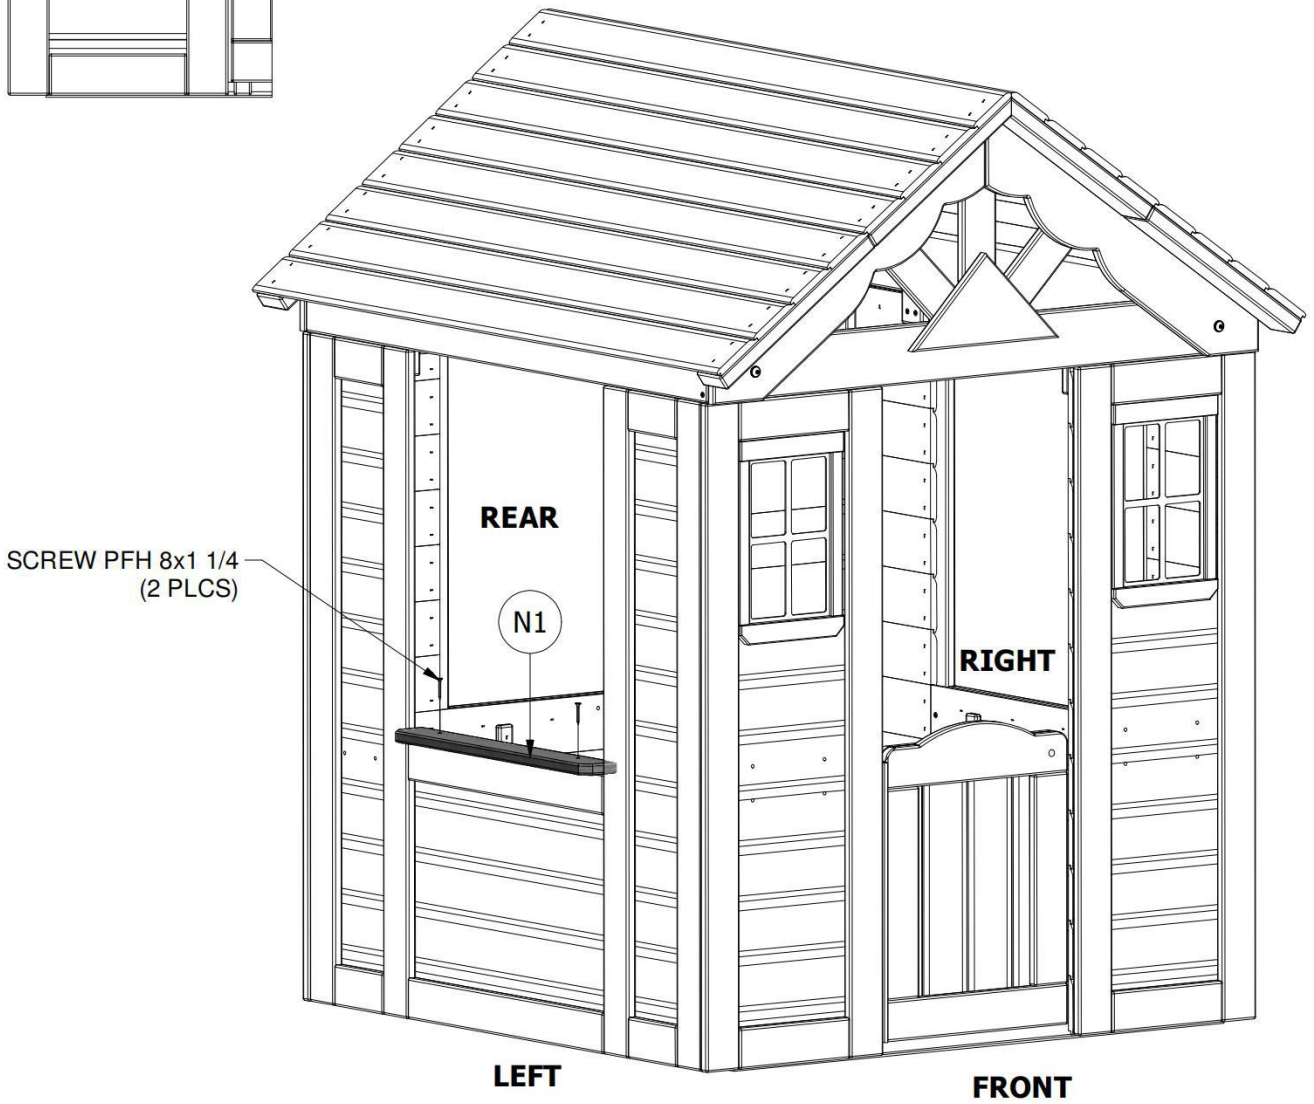 REAR
SCREW PFH 8x1 1/4
(2 PLCS)
N1
RIGHT
LEFT
FRONT